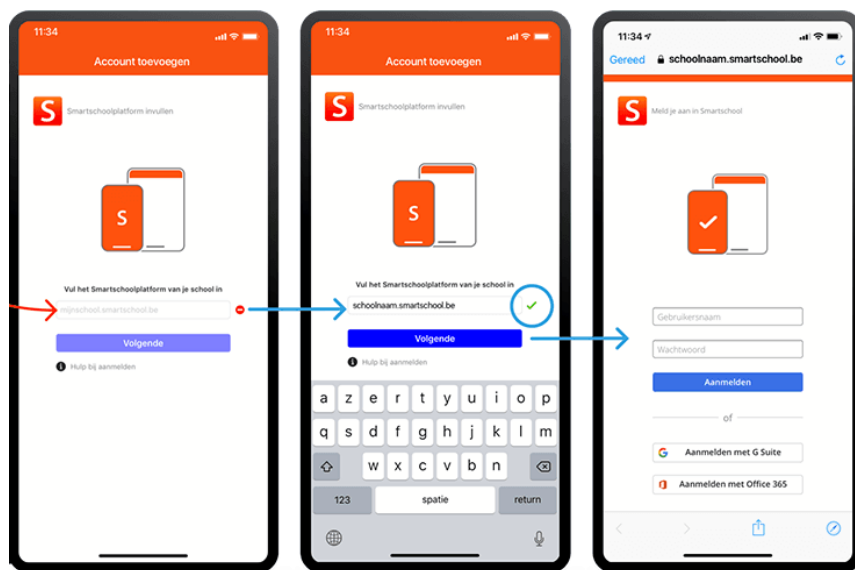 11:34
Account toevoegen
S
Smartschoolplatform invullen
S
Vul het Smartschoolplatform van je school in
mijnschool.smartschool.be
Volgende
Hulp bij aanmelden
11:34
Account toevoegen
S
Smartschoolplatform invullen
S
Vul het Smartschoolplatform van je school in
schoolnaam.smartschool.be
Volgende
Hulp bij aanmelden
a z e r t y u i o p
q s d f g h j k l m
w x c v b n
123 spatie return
11:34
Gereed schoolnaam.smartschool.be
S
Meld je aan in Smartschool
Gebruikersnaam
Wachtwoord
Aanmelden
of
G Aanmelden met G Suite
Aanmelden met Office 365